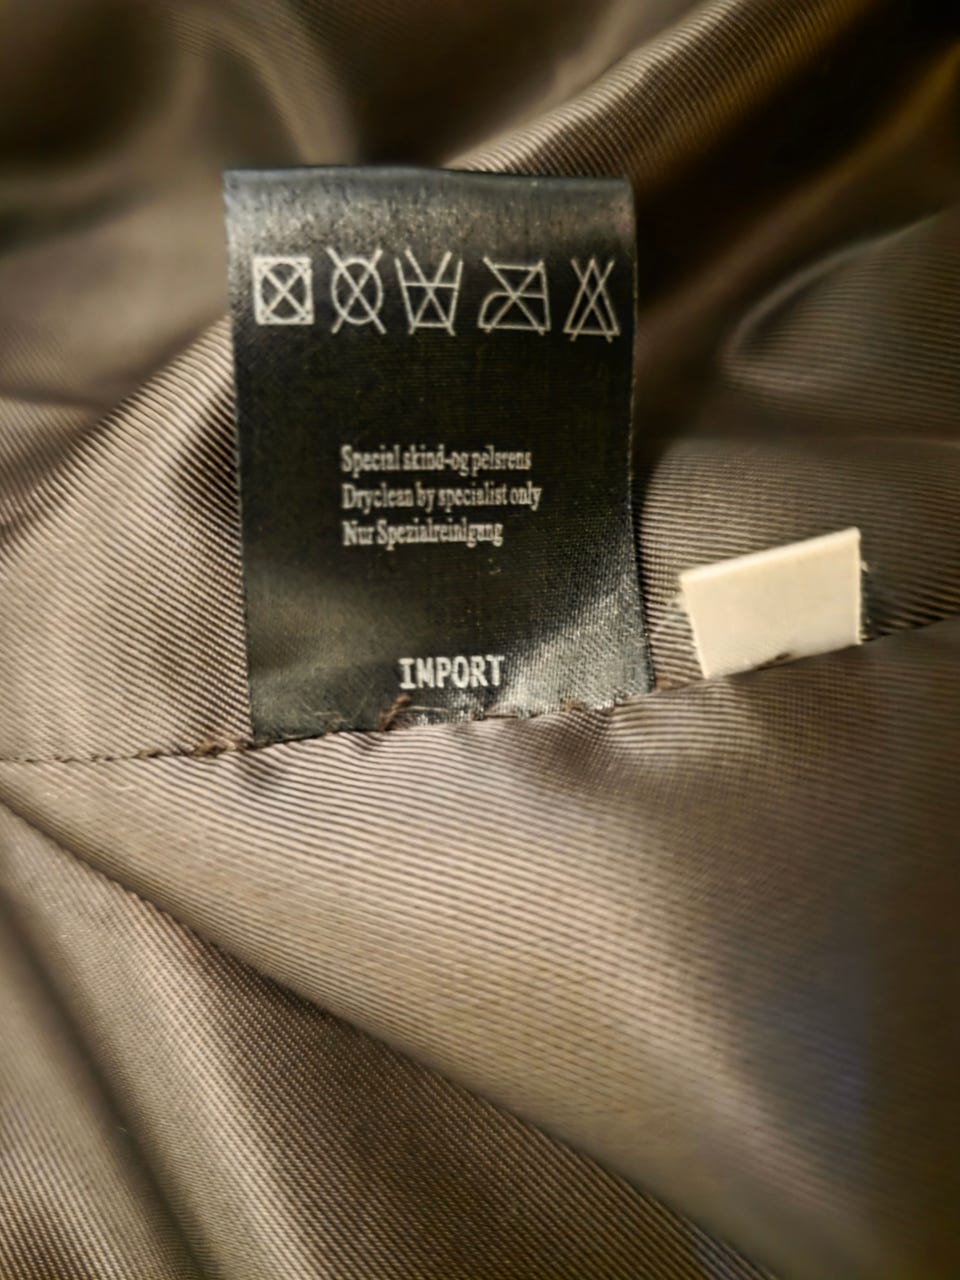 Special skind-og pelsrens
Dryclean by specialist only
Nur Spezialreinigung
IMPORT